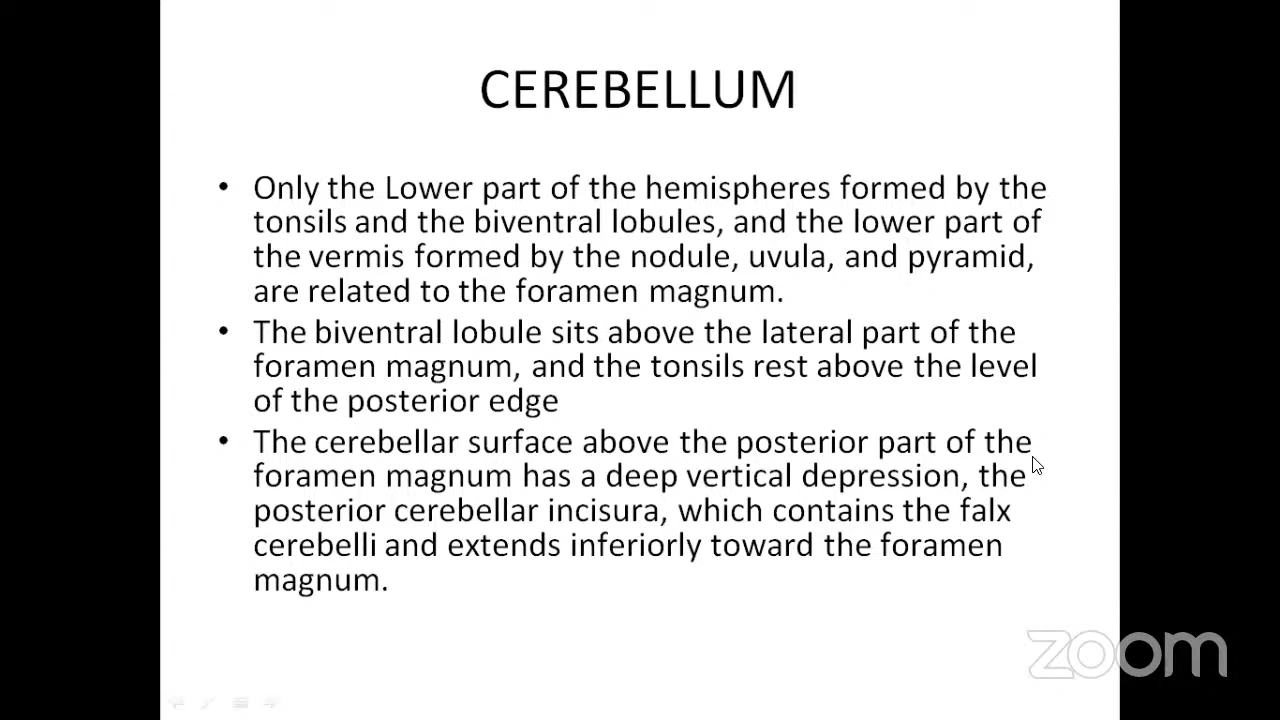 CEREBELLUM
• Only the Lower part of the hemispheres formed by the
tonsils and the biventral lobules, and the lower part of
the vermis formed by the nodule, uvula, and pyramid,
are related to the foramen magnum.
• The biventral lobule sits above the lateral part of the
foramen magnum, and the tonsils rest above the level
of the posterior edge
• The cerebellar surface above the posterior part of the
foramen magnum has a deep vertical depression, the
posterior cerebellar incisura, which contains the falx
cerebelli and extends inferiorly toward the foramen
magnum.
zoom